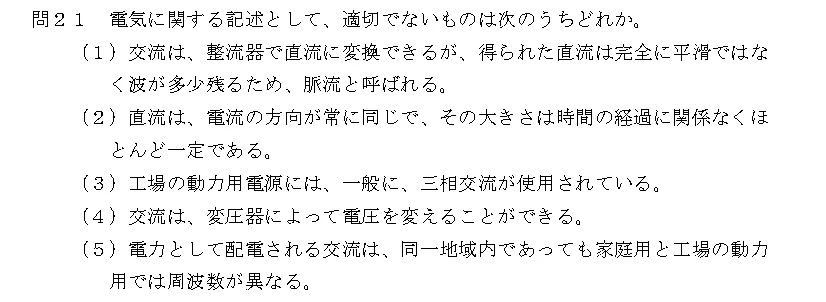 問２１　電気に関する記述として、適切でないものは次のうちどれか。
（１）交流は、整流器で直流に変換できるが、得られた直流は完全に平滑ではな
く波が多少残るため、脈流と呼ばれる。
（２）直流は、電流の方向が常に同じで、その大きさは時間の経過に関係なくほ
とんど一定である。
（３）工場の動力用電源には、一般に、三相交流が使用されている。
（４）交流は、変圧器によって電圧を変えることができる。
（５）電力として配電される交流は、同一地域内であっても家庭用と工場の動力
用では周波数が異なる。